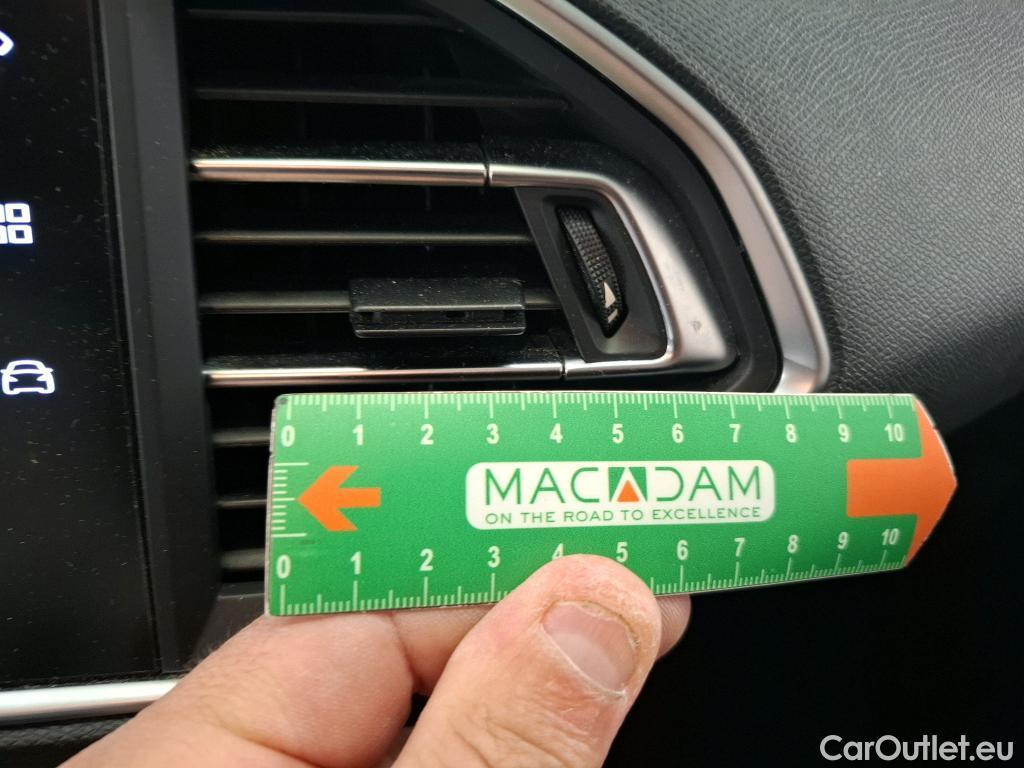 0 1 2 3 4 5 6 7 8 9 10
MACADAM
ON THE ROAD TO EXCELLENCE
0 1 2 3 4 5 6 7 8 9 10
CarOutlet.eu